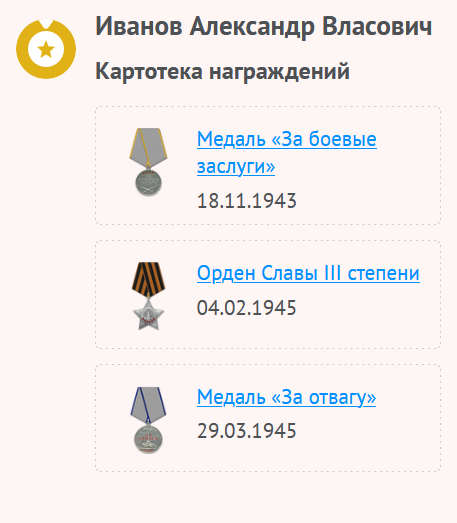 Иванов Александр Власович
Картотека награждений
Медаль «За боевые
заслуги»
18.11.1943
Орден Славы III степени
04.02.1945
Медаль «За отвагу»
29.03.1945